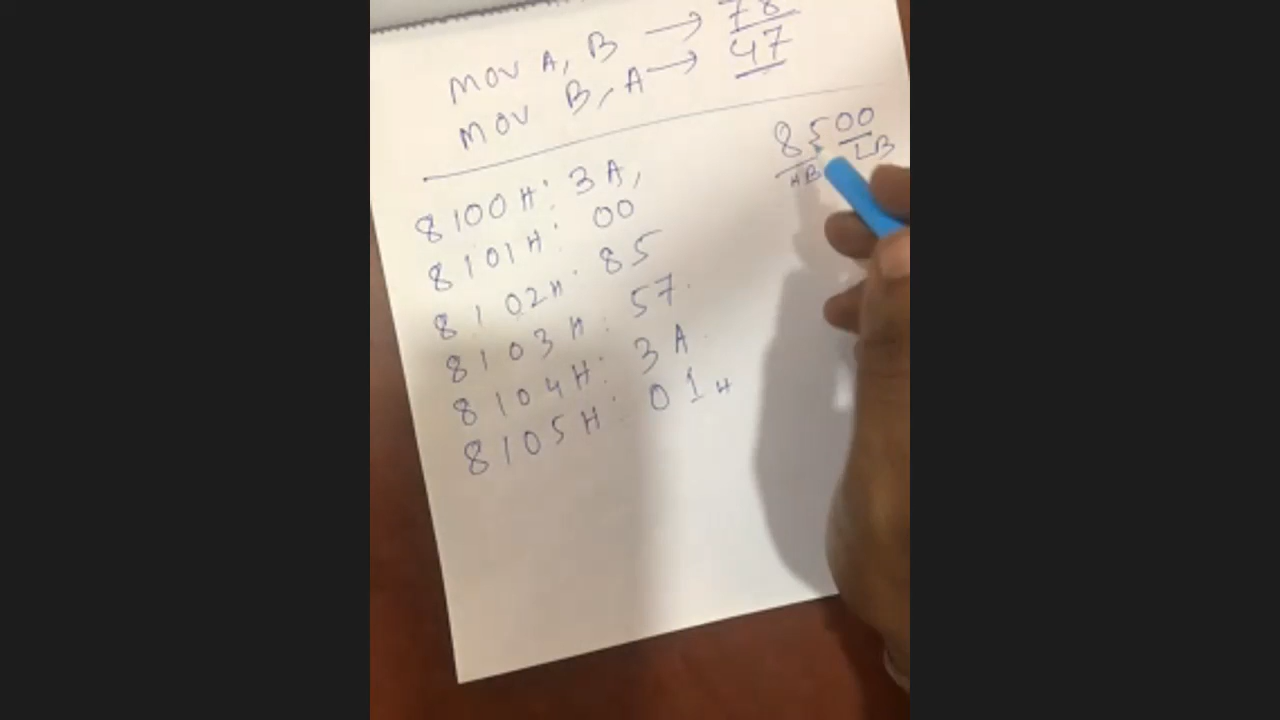 MOV A, B → 78
MOV B, A → 47
8500
HB LB
8100H: 3A,
8101H: 00
8102H: 85
8103H: 57.
8104H: 3A.
8105H: 01H